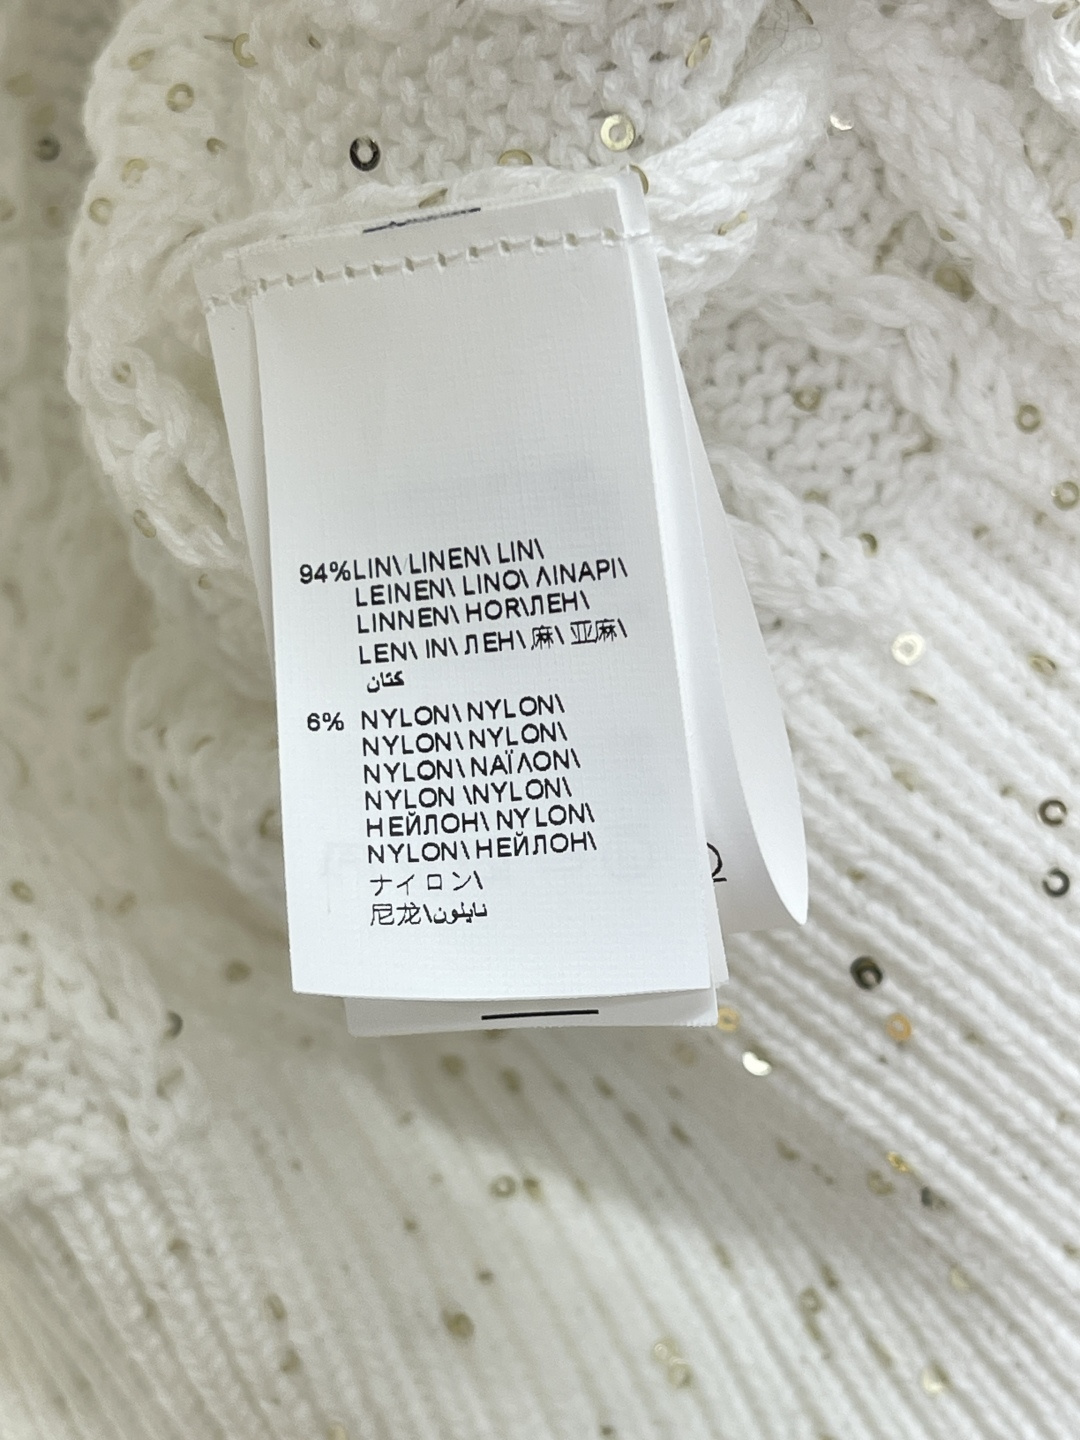 94% LIN\ LINEN\ LIN\
LEINEN\ LINO\ ΛΙΝΑΡΙ\
LINNEN\ HOR\ЛЕН\
LEN\ IN\ ЛЕН\ 麻\ 亚麻\
كتان
6% NYLON\ NYLON\
NYLON\ NYLON\
NYLON\ ΝΑΪΛΟΝ\
NYLON \NYLON\
НЕЙЛОН\ NYLON\
NYLON\ НЕЙЛОН\
ナイロン\
尼龙\نايلون